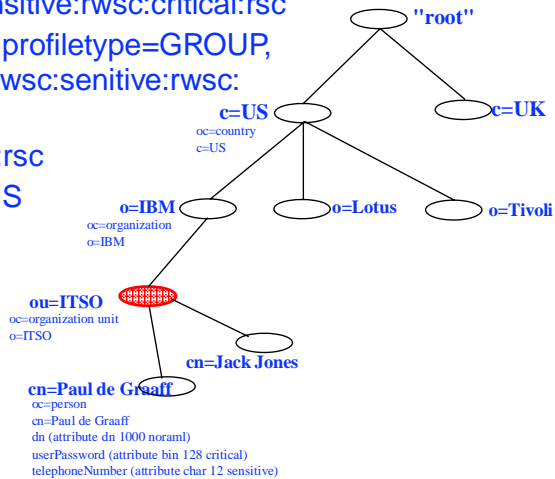 sitive:rwsc:critical:rsc
"root"
profiletype=GROUP,
wsc:senitive:rwsc:
c=US
c=UK
oc=country
c=US
:rsc
S
o=IBM
o=Lotus
o=Tivoli
oc=organization
o=IBM
ou=ITSO
oc=organization unit
o=ITSO
cn=Jack Jones
cn=Paul de Graaff
oc=person
cn=Paul de Graaff
dn (attribute dn 1000 noraml)
userPassword (attribute bin 128 critical)
telephoneNumber (attribute char 12 sensitive)